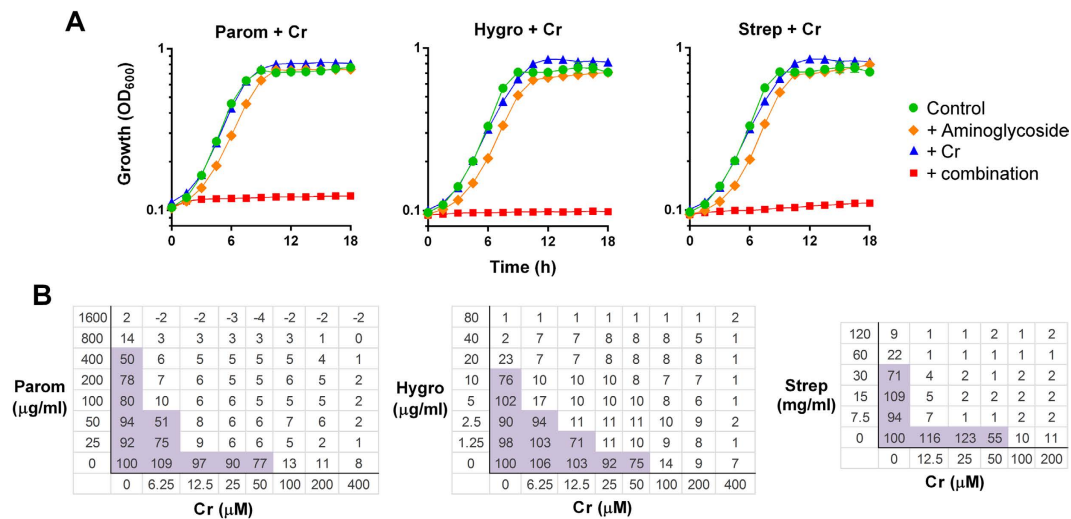 A
Parom + Cr
Hygro + Cr
Strep + Cr
Growth (OD600)
1
0.1
0 6 12 18
1
0.1
0 6 12 18
1
0.1
0 6 12 18
Time (h)
Control
+ Aminoglycoside
+ Cr
+ combination
B
Parom
(μg/ml)
1600 2 -2 -2 -3 -4 -2 -2 -2
800 14 3 3 3 3 3 1 0
400 50 6 5 5 5 5 4 1
200 78 7 6 5 5 6 5 2
100 80 10 6 5 5 6 5 2
50 94 51 8 6 6 7 6 2
25 92 75 9 6 6 5 2 1
0 100 109 97 90 77 13 11 8
0 6.25 12.5 25 50 100 200 400
Cr (μM)
Hygro
(μg/ml)
80 1 1 1 1 1 1 1 2
40 2 7 7 8 8 8 5 1
20 23 7 7 8 8 8 8 1
10 76 10 10 10 8 7 7 1
5 102 17 10 10 8 8 6 1
2.5 90 94 11 11 11 10 9 2
1.25 98 103 71 11 10 9 8 1
0 100 106 103 92 75 14 9 7
0 6.25 12.5 25 50 100 200 400
Cr (μM)
Strep
(mg/ml)
120 9 1 1 2 1 2
60 22 1 1 1 1 1
30 71 4 2 1 2 2
15 109 5 2 1 2 2
7.5 94 7 1 1 2 2
0 100 116 123 55 10 11
0 12.5 25 50 100 200
Cr (μM)